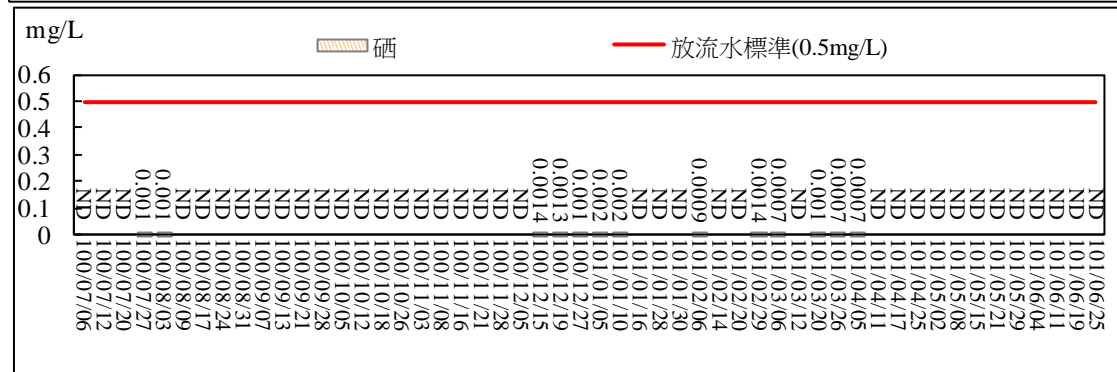 mg/L
硒 放流水標準(0.5mg/L)
0.6
0.5
0.4
0.3
0.2
0.1
0
ND ND ND 0.001 0.001 ND ND ND ND ND ND ND ND ND ND ND ND ND ND ND ND ND ND 0.0014 0.0013 0.001 0.002 0.002 ND ND ND 0.0009 ND ND 0.0014 0.0007 ND 0.001 0.0007 0.0007 ND ND ND ND ND ND ND ND ND ND ND ND
100/07/06 100/07/12 100/07/20 100/07/27 100/08/03 100/08/09 100/08/17 100/08/24 100/08/31 100/09/07 100/09/13 100/09/21 100/09/28 100/10/05 100/10/12 100/10/18 100/10/26 100/11/03 100/11/08 100/11/16 100/11/21 100/11/28 100/12/05 100/12/15 100/12/19 100/12/27 101/01/05 101/01/10 101/01/16 101/01/28 101/01/30 101/02/06 101/02/14 101/02/20 101/02/29 101/03/06 101/03/12 101/03/20 101/03/26 101/04/05 101/04/11 101/04/17 101/04/25 101/05/02 101/05/08 101/05/15 101/05/21 101/05/29 101/06/04 101/06/11 101/06/19 101/06/25